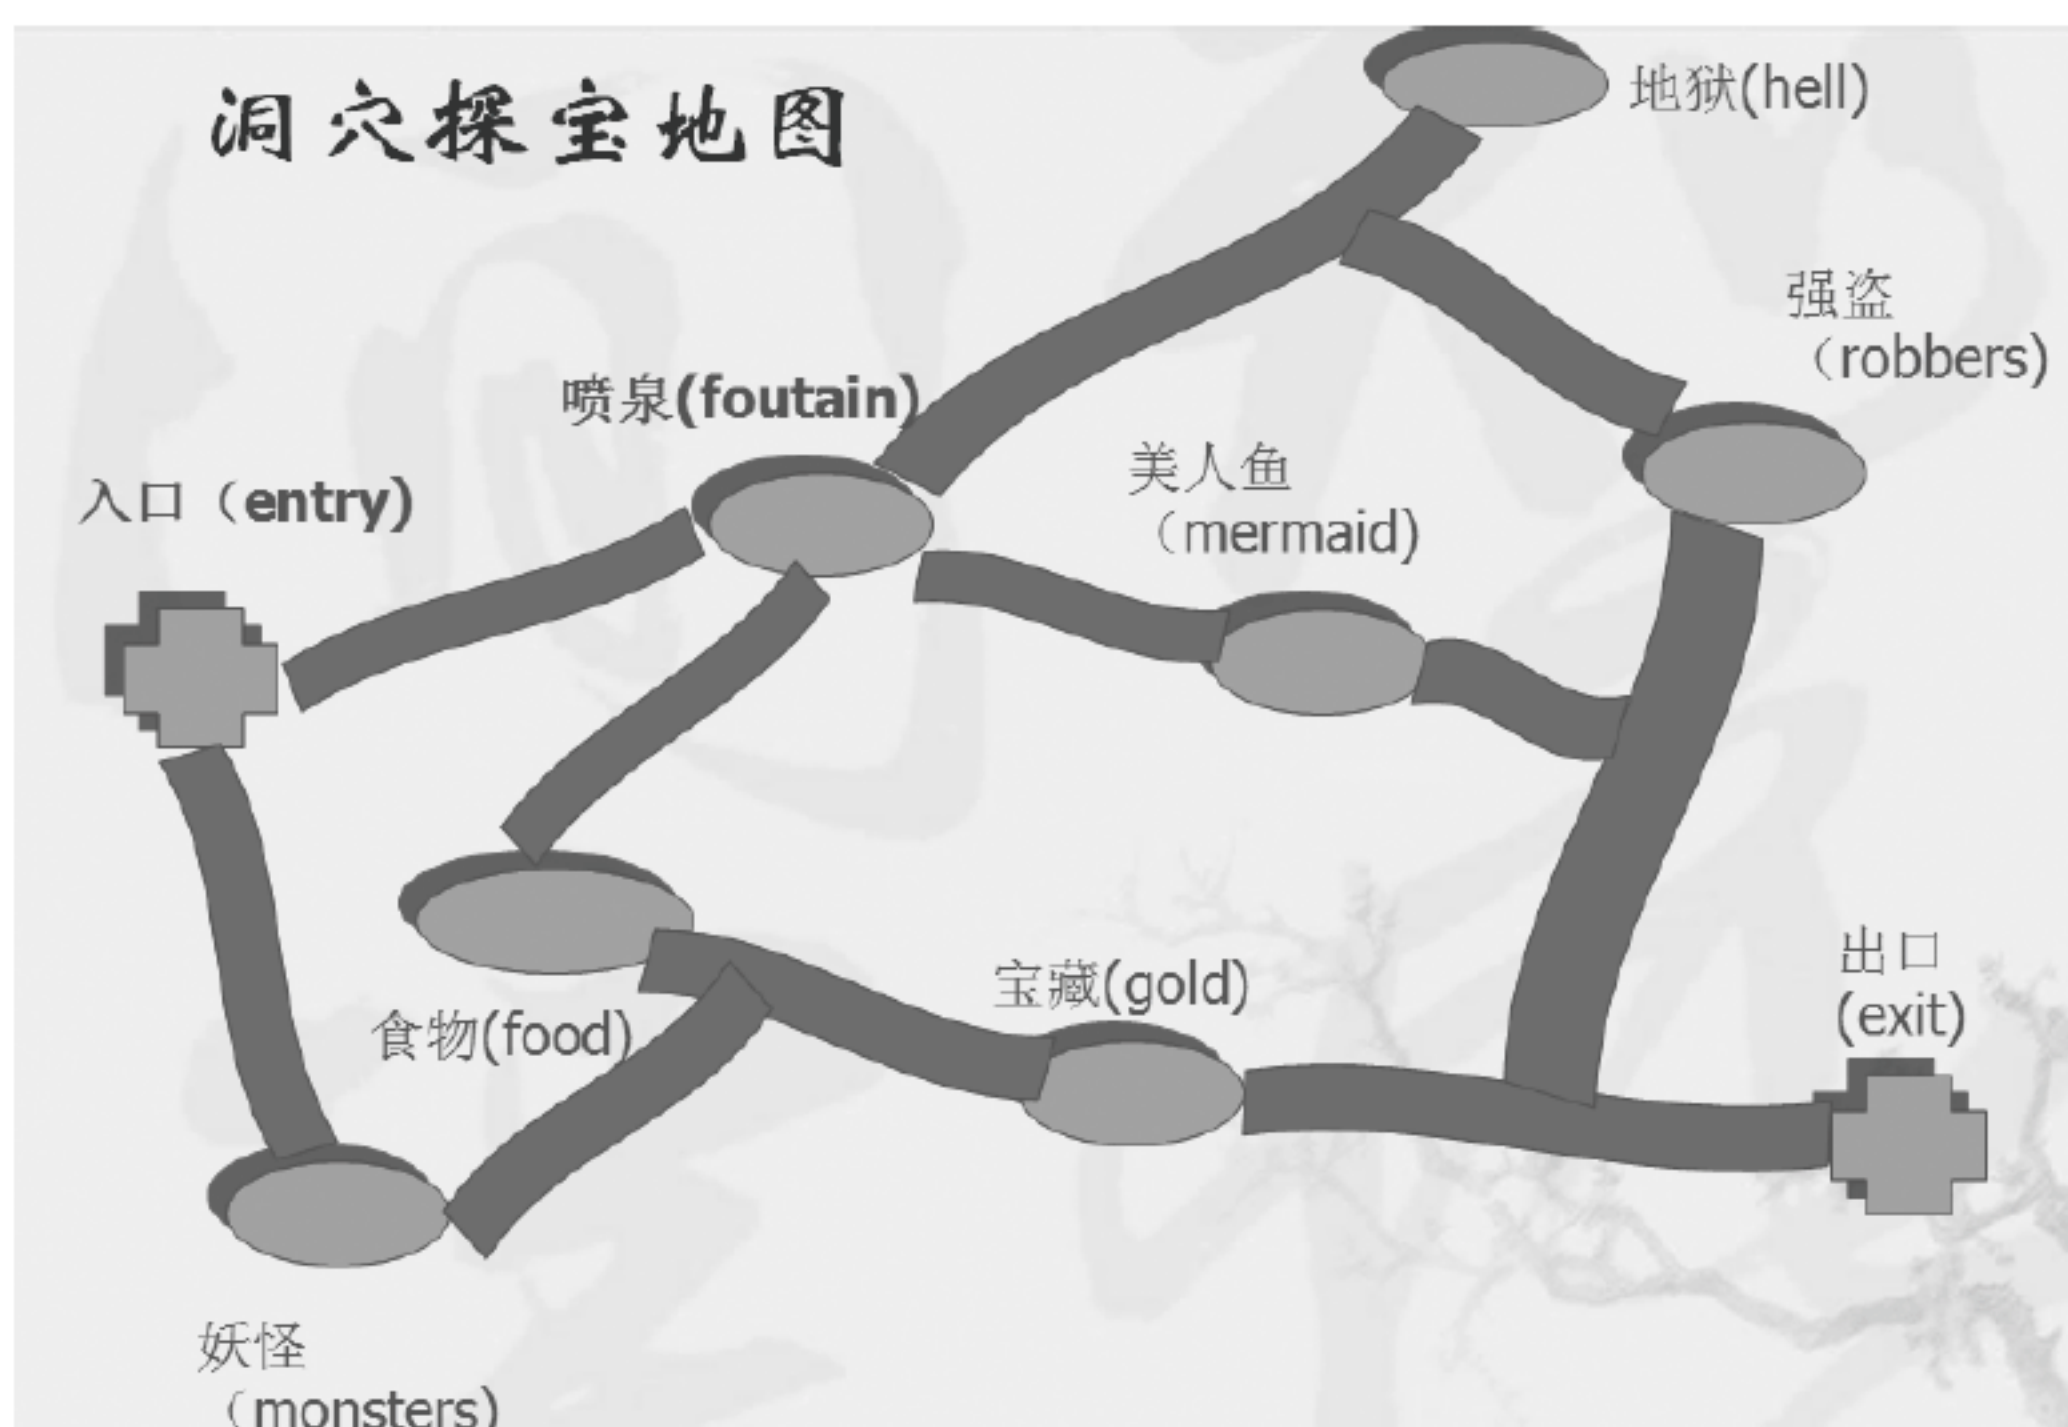 洞穴探宝地图
地狱(hell)
强盗
（robbers)
喷泉(foutain)
美人鱼
（mermaid)
入口（entry)
出口
(exit)
宝藏(gold)
食物(food)
妖怪
（monsters)